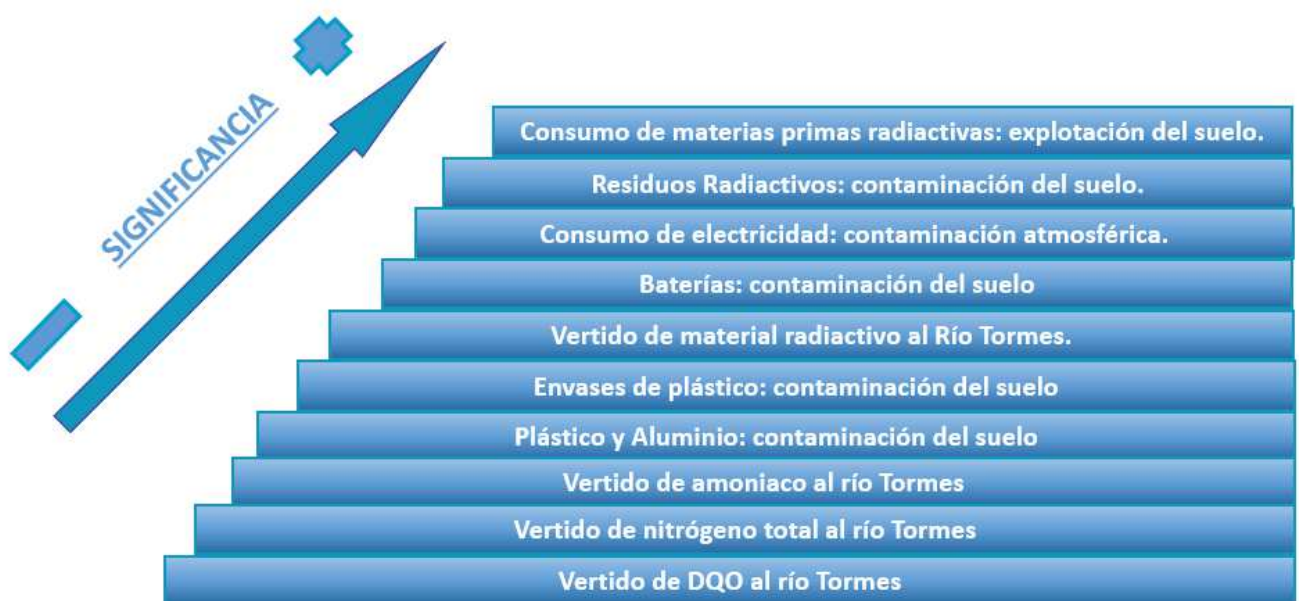 SIGNIFICANCIA
Consumo de materias primas radiactivas: explotación del suelo.
Residuos Radiactivos: contaminación del suelo.
Consumo de electricidad: contaminación atmosférica.
Baterías: contaminación del suelo
Vertido de material radiactivo al Río Tormes.
Envases de plástico: contaminación del suelo
Plástico y Aluminio: contaminación del suelo
Vertido de amoniaco al río Tormes
Vertido de nitrógeno total al río Tormes
Vertido de DQO al río Tormes